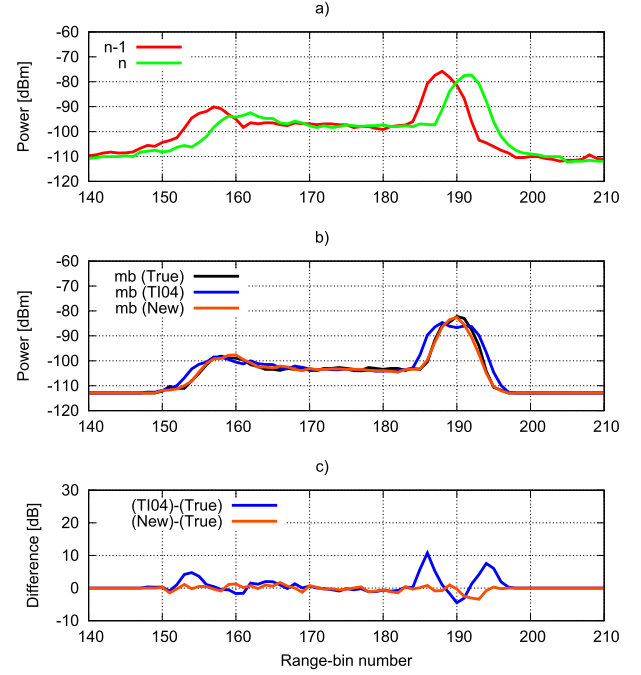 a)
Power [dBm]
-60
-70
-80
-90
-100
-110
-120
n-1
n
140 150 160 170 180 190 200 210
b)
Power [dBm]
-60
-70
-80
-90
-100
-110
-120
mb (True)
mb (TI04)
mb (New)
140 150 160 170 180 190 200 210
c)
Difference [dB]
30
20
10
0
-10
(TI04)-(True)
(New)-(True)
140 150 160 170 180 190 200 210
Range-bin number